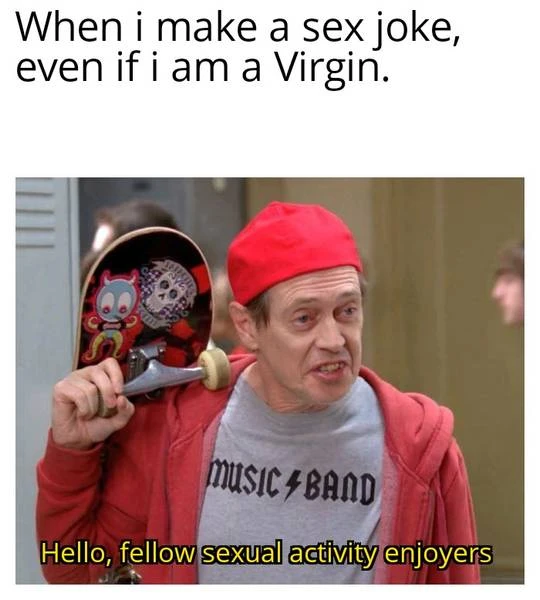 When i make a sex joke,
even if i am a Virgin.
MUSIC⚡BAND
Hello, fellow sexual activity enjoyers